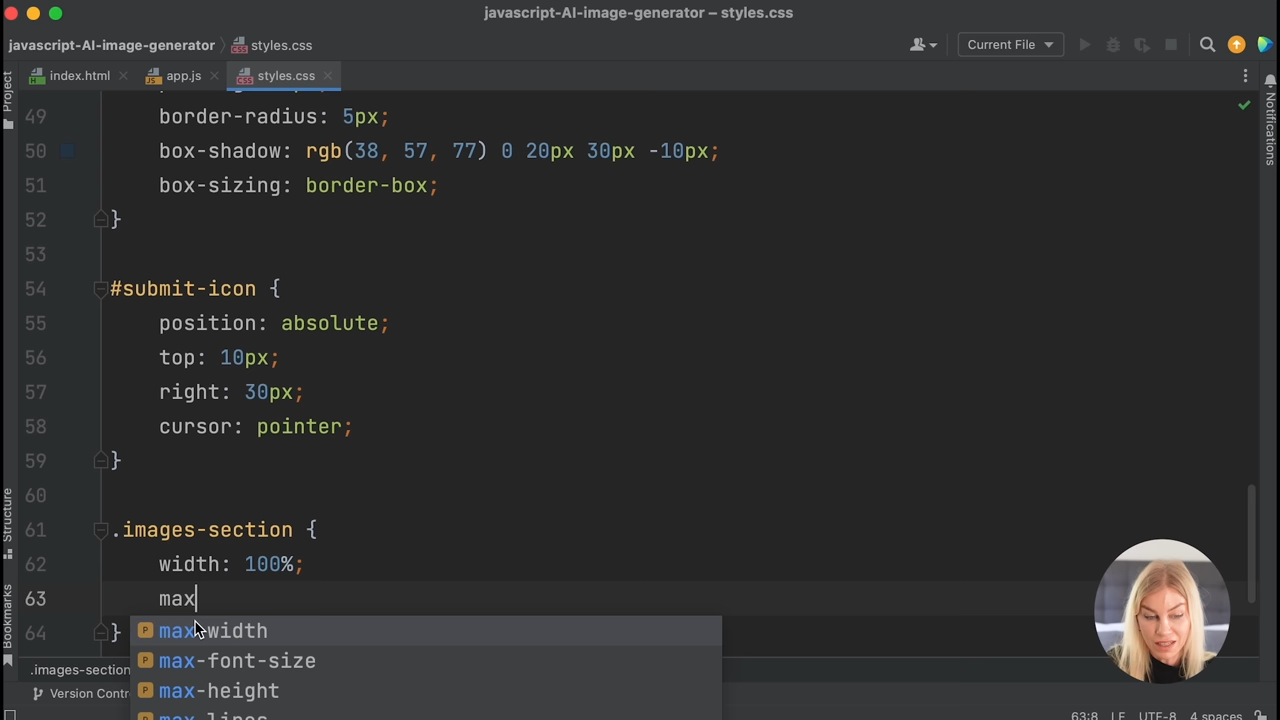 javascript-AI-image-generator – styles.css
javascript-AI-image-generator styles.css Current File
index.html app.js styles.css
Project
Notifications
49 border-radius: 5px;
50 box-shadow: rgb(38, 57, 77) 0 20px 30px -10px;
51 box-sizing: border-box;
52 }
53
54 #submit-icon {
55 position: absolute;
56 top: 10px;
57 right: 30px;
58 cursor: pointer;
59 }
60
61 .images-section {
62 width: 100%;
63 max
64 }
max-width
max-font-size
max-height
max-lines
Structure
Bookmarks
.images-section
Version Contr
63:8 LF UTF-8 4 spaces